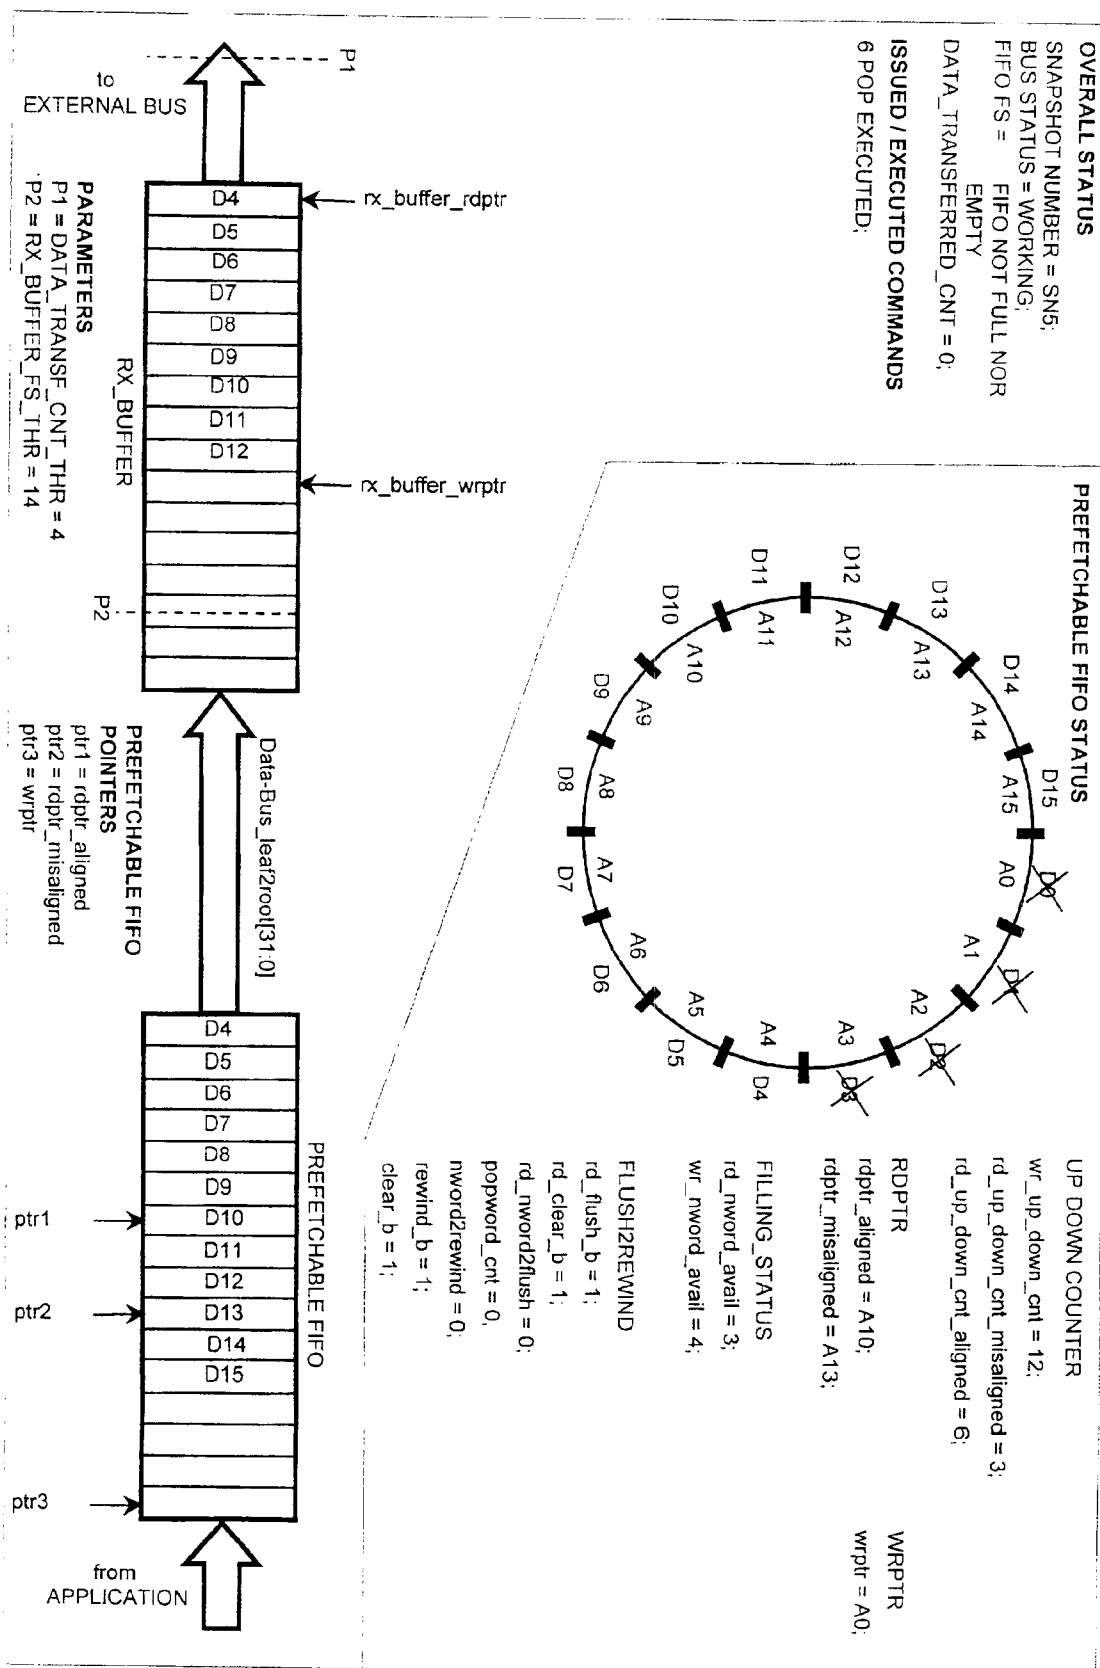 OVERALL STATUS
SNAPSHOT NUMBER = SN5;
BUS STATUS = WORKING;
FIFO FS = FIFO NOT FULL NOR
EMPTY
DATA_TRANSFERRED_CNT = 0;
ISSUED / EXECUTED COMMANDS
6 POP EXECUTED;
PREFETCHABLE FIFO STATUS
D0
D1
D2
D3
D4
D5
D6
D7
D8
D9
D10
D11
D12
D13
D14
D15
A0
A1
A2
A3
A4
A5
A6
A7
A8
A9
A10
A11
A12
A13
A14
A15
UP DOWN COUNTER
wr_up_down_cnt = 12;
rd_up_down_cnt_misaligned = 3;
rd_up_down_cnt_aligned = 6;
RDPTR
rdptr_aligned = A10;
rdptr_misaligned = A13;
WRPTR
wrptr = A0;
FILLING_STATUS
rd_nword_avail = 3;
wr_nword_avail = 4;
FLUSH2REWIND
rd_flush_b = 1;
rd_clear_b = 1;
rd_nword2flush = 0;
popword_cnt = 0,
nword2rewind = 0;
rewind_b = 1;
clear_b = 1;
P1
to
EXTERNAL BUS
rx_buffer_rdptr
rx_buffer_wrptr
D4
D5
D6
D7
D8
D9
D10
D11
D12
RX_BUFFER
P2
PARAMETERS
P1 = DATA_TRANSF_CNT_THR = 4
P2 = RX_BUFFER_FS_THR = 14
Data-Bus_leaf2root[31:0]
PREFETCHABLE FIFO
POINTERS
ptr1 = rdptr_aligned
ptr2 = rdptr_misaligned
ptr3 = wrptr
PREFETCHABLE FIFO
D4
D5
D6
D7
D8
D9
D10
D11
D12
D13
D14
D15
ptr1
ptr2
ptr3
from
APPLICATION